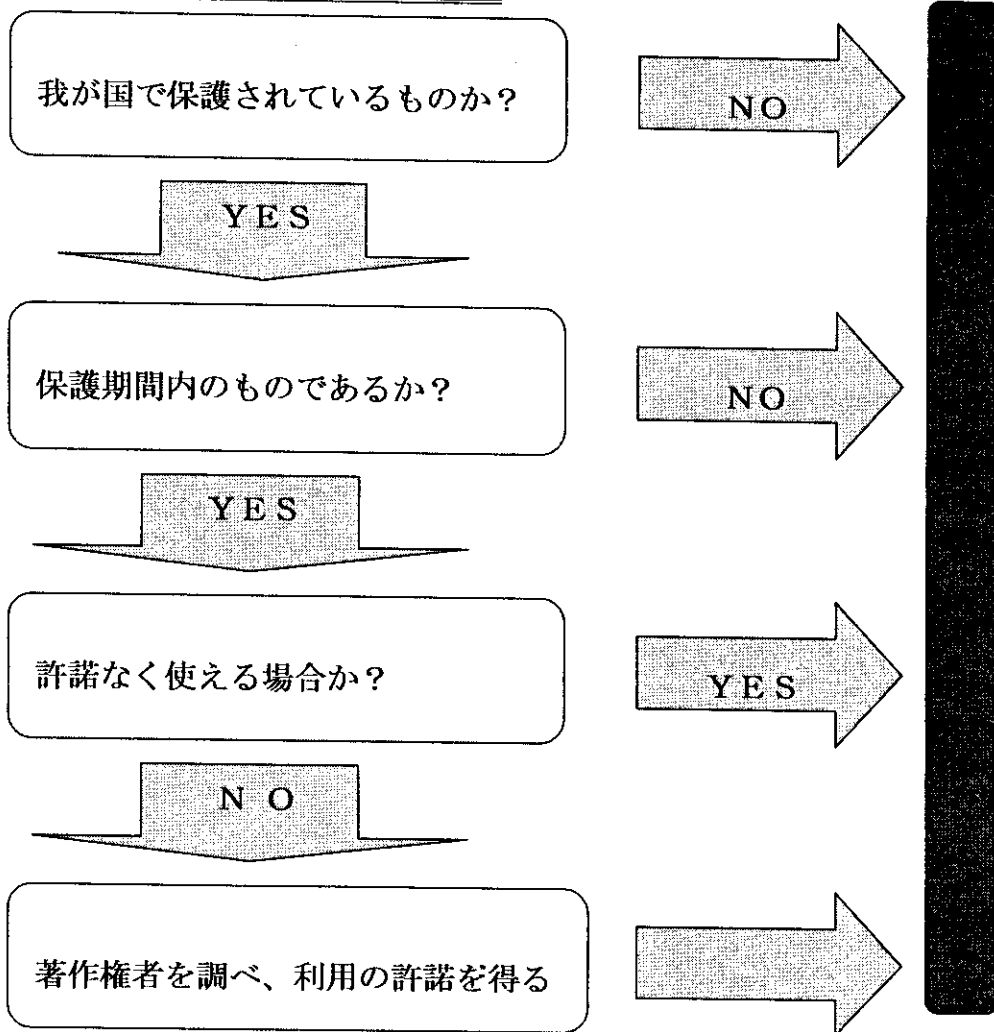 我が国で保護されているものか？
NO
YES
保護期間内のものであるか？
NO
YES
許諾なく使える場合か？
YES
NO
著作権者を調べ、利用の許諾を得る